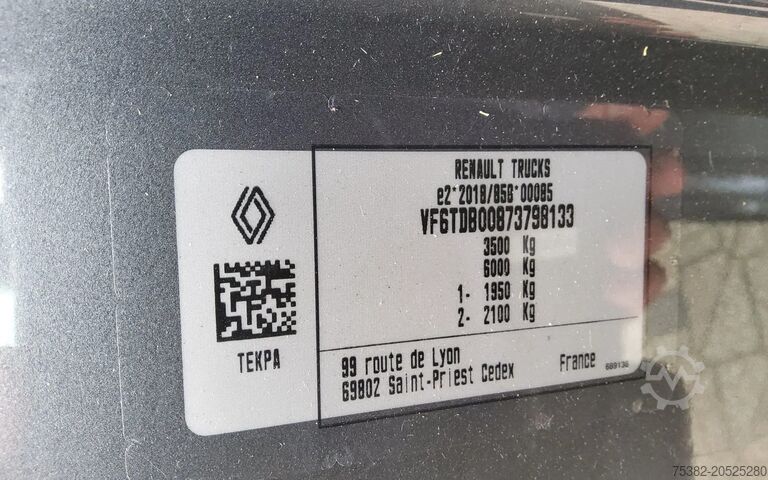 RENAULT TRUCKS
e2*2018/858*00085
VF6TDB00873798133
3500 Kg
6000 Kg
1- 1950 Kg
2- 2100 Kg
TEKPA
99 route de Lyon
69802 Saint-Priest Cedex
France
689136
75382-20525280